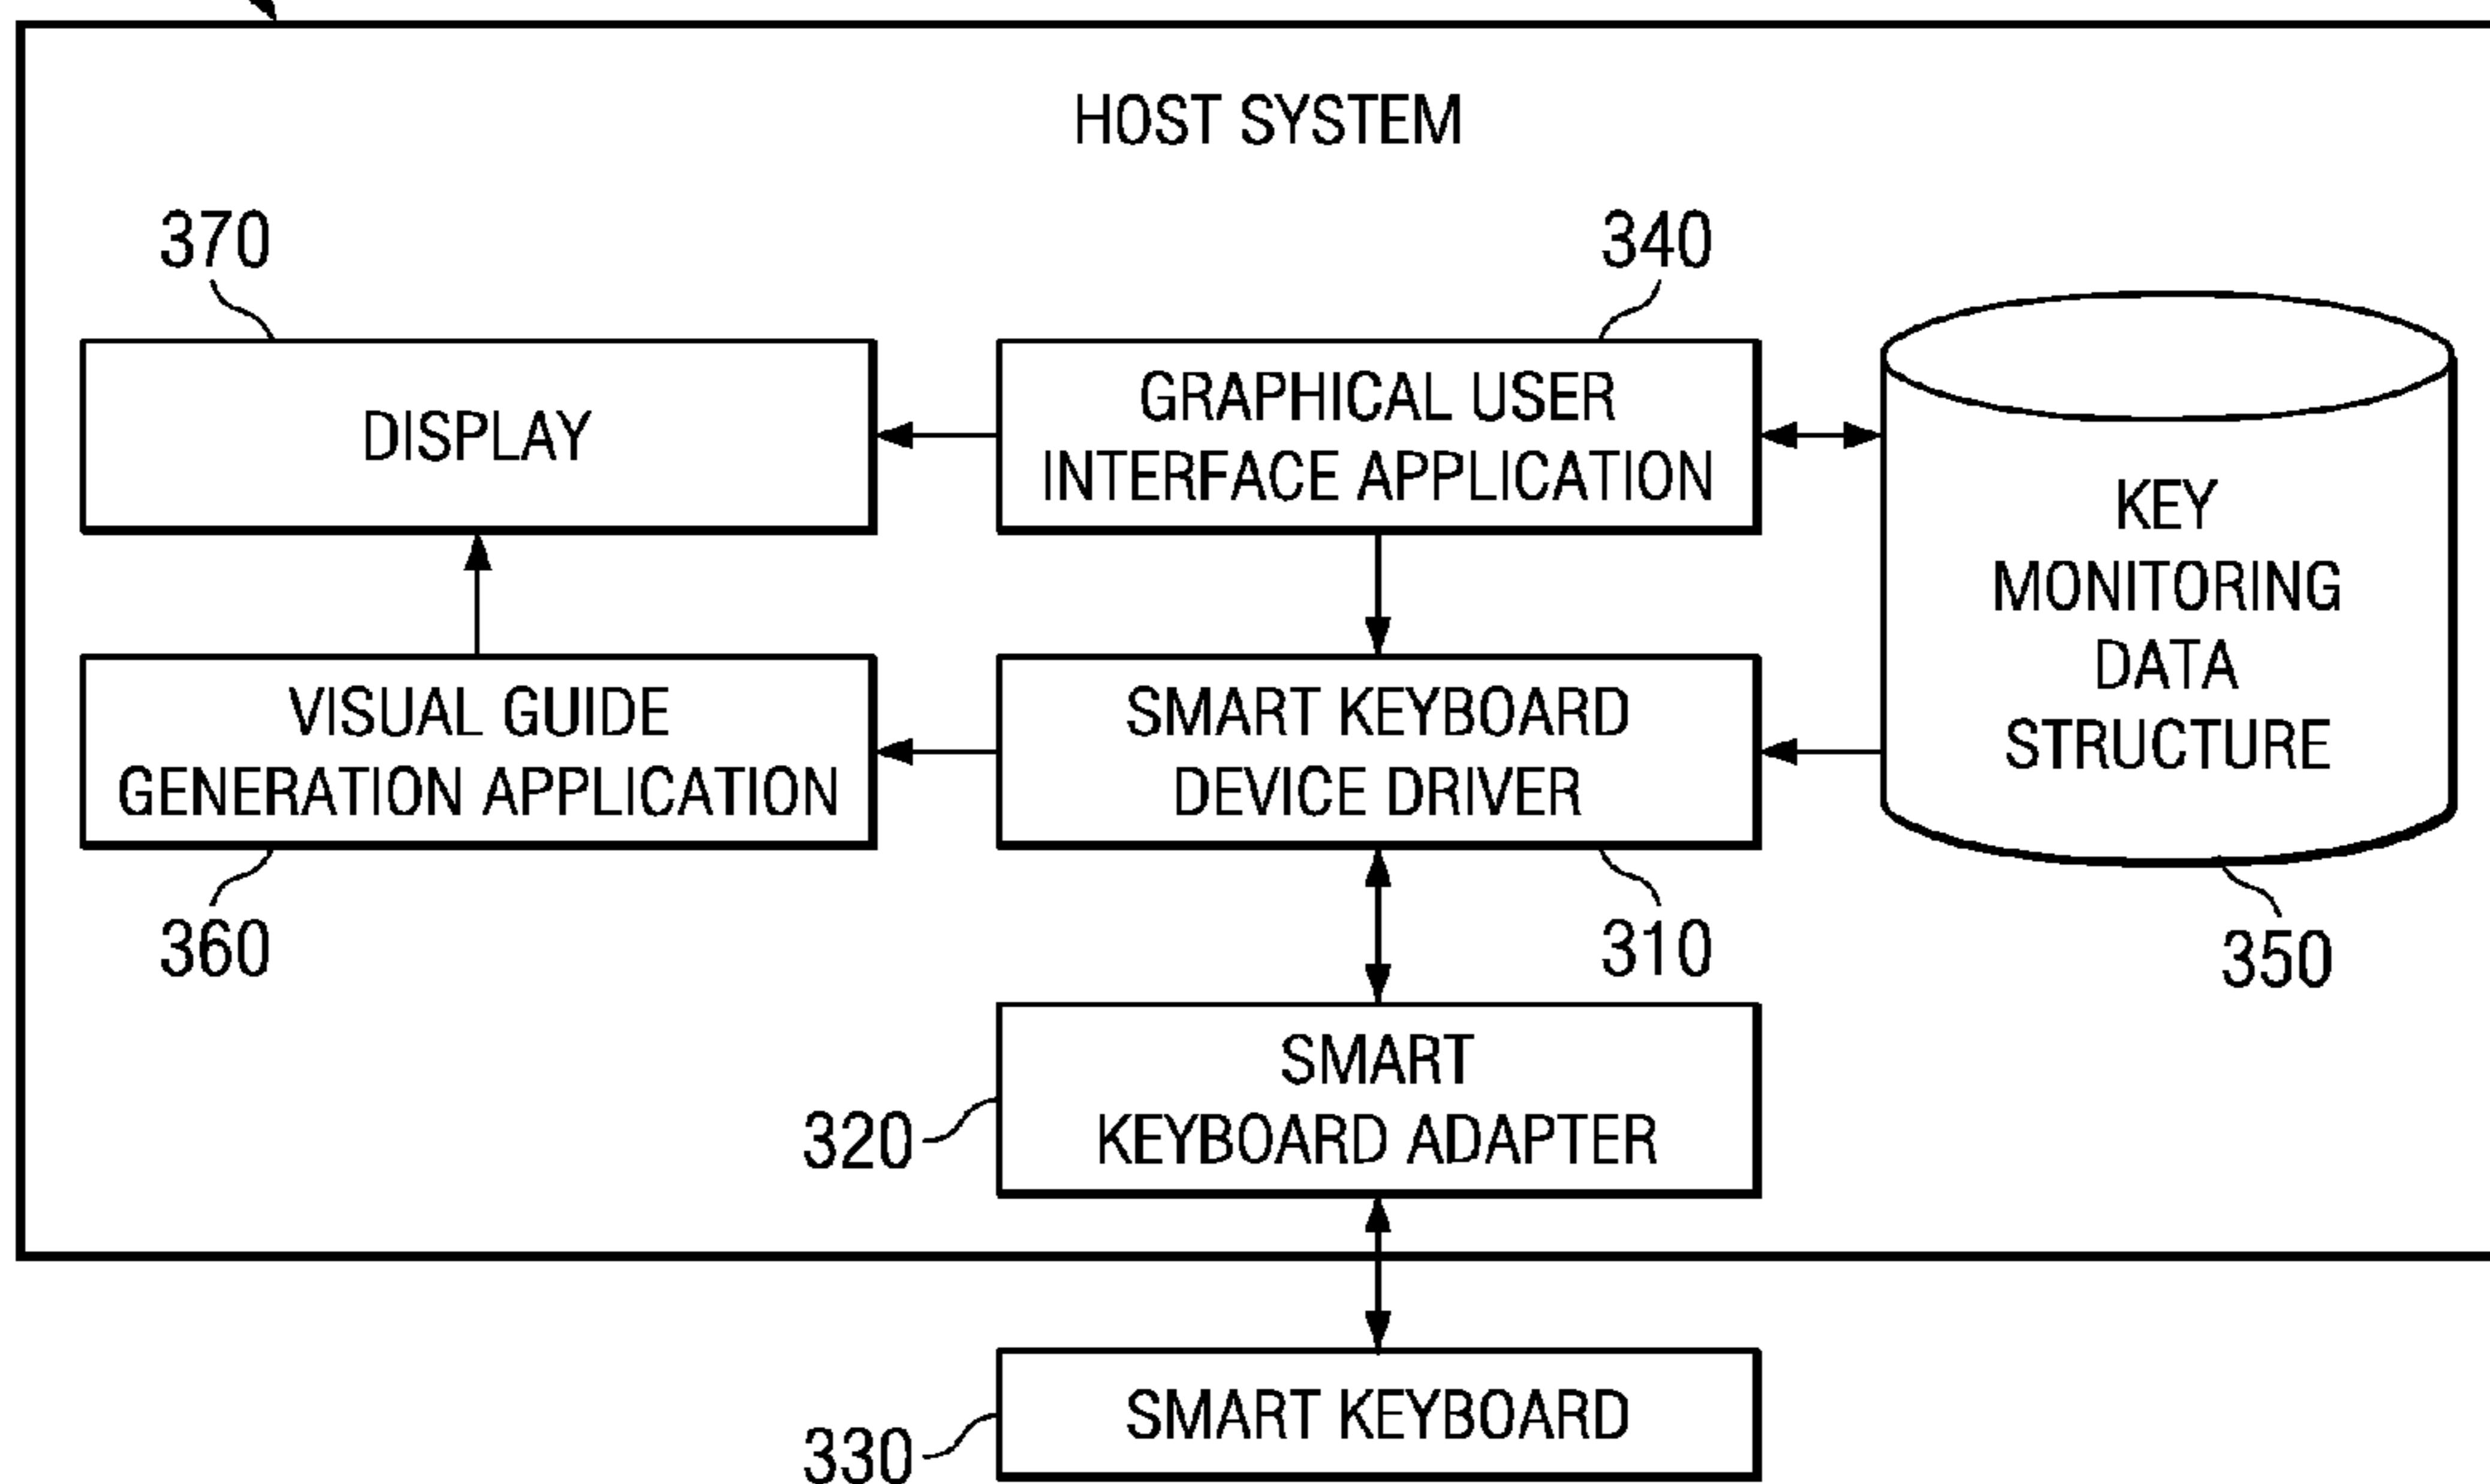 HOST SYSTEM
370
340
DISPLAY
GRAPHICAL USER
INTERFACE APPLICATION
KEY
MONITORING
DATA
STRUCTURE
VISUAL GUIDE
GENERATION APPLICATION
SMART KEYBOARD
DEVICE DRIVER
360
310
350
SMART
KEYBOARD ADAPTER
320
SMART KEYBOARD
330